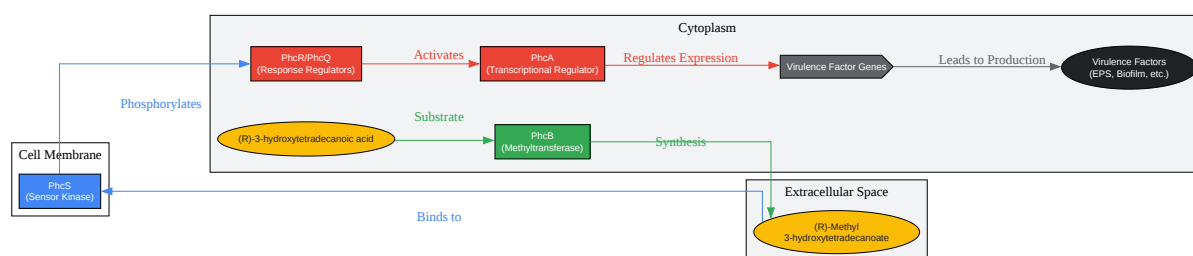 Cytoplasm
PhcR/PhcQ
(Response Regulators)
Activates
PhcA
(Transcriptional Regulator)
Regulates Expression
Virulence Factor Genes
Leads to Production
Virulence Factors
(EPS, Biofilm, etc.)
Phosphorylates
(R)-3-hydroxytetradecanoic acid
Substrate
PhcB
(Methyltransferase)
Synthesis
Cell Membrane
PhcS
(Sensor Kinase)
Binds to
Extracellular Space
(R)-Methyl
3-hydroxytetradecanoate